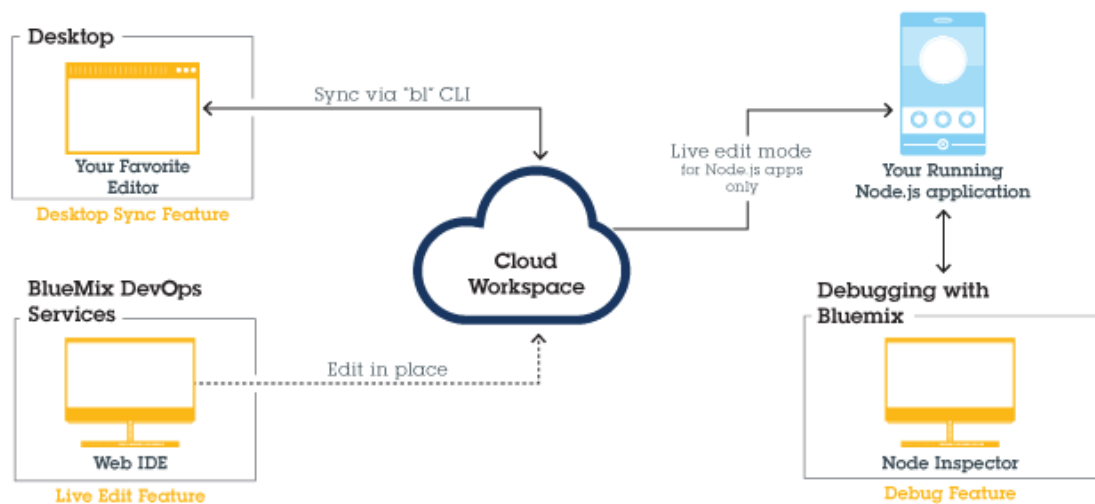 Desktop
Your Favorite
Editor
Desktop Sync Feature
Sync via "bl" CLI
BlueMix DevOps
Services
Web IDE
Live Edit Feature
Edit in place
Cloud
Workspace
Live edit mode
for Node.js apps
only
Your Running
Node.js application
Debugging with
Bluemix
Node Inspector
Debug Feature